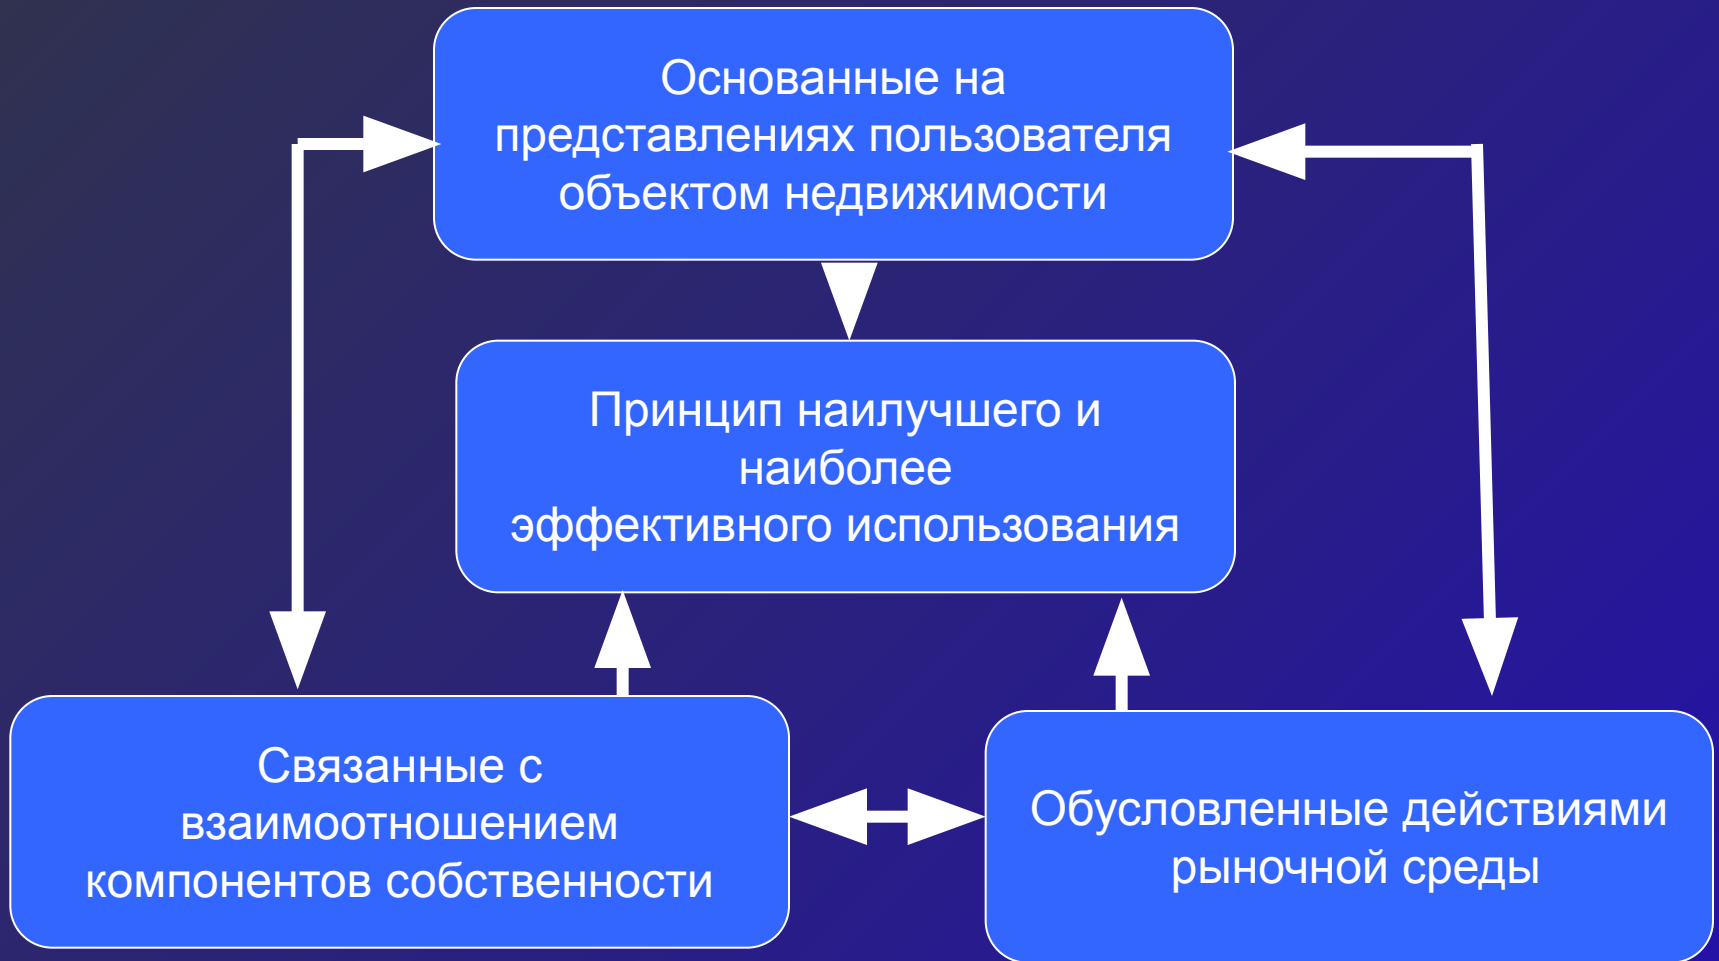 Основанные на
представлениях пользователя
объектом недвижимости
Принцип наилучшего и
наиболее
эффективного использования
Связанные с
взаимоотношением
компонентов собственности
Обусловленные действиями
рыночной среды